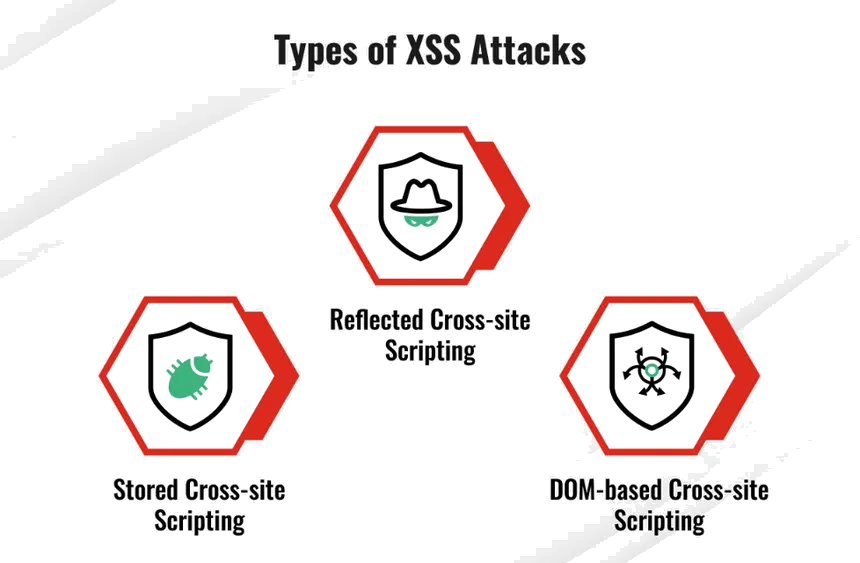 Types of XSS Attacks
Reflected Cross-site
Scripting
Stored Cross-site
Scripting
DOM-based Cross-site
Scripting